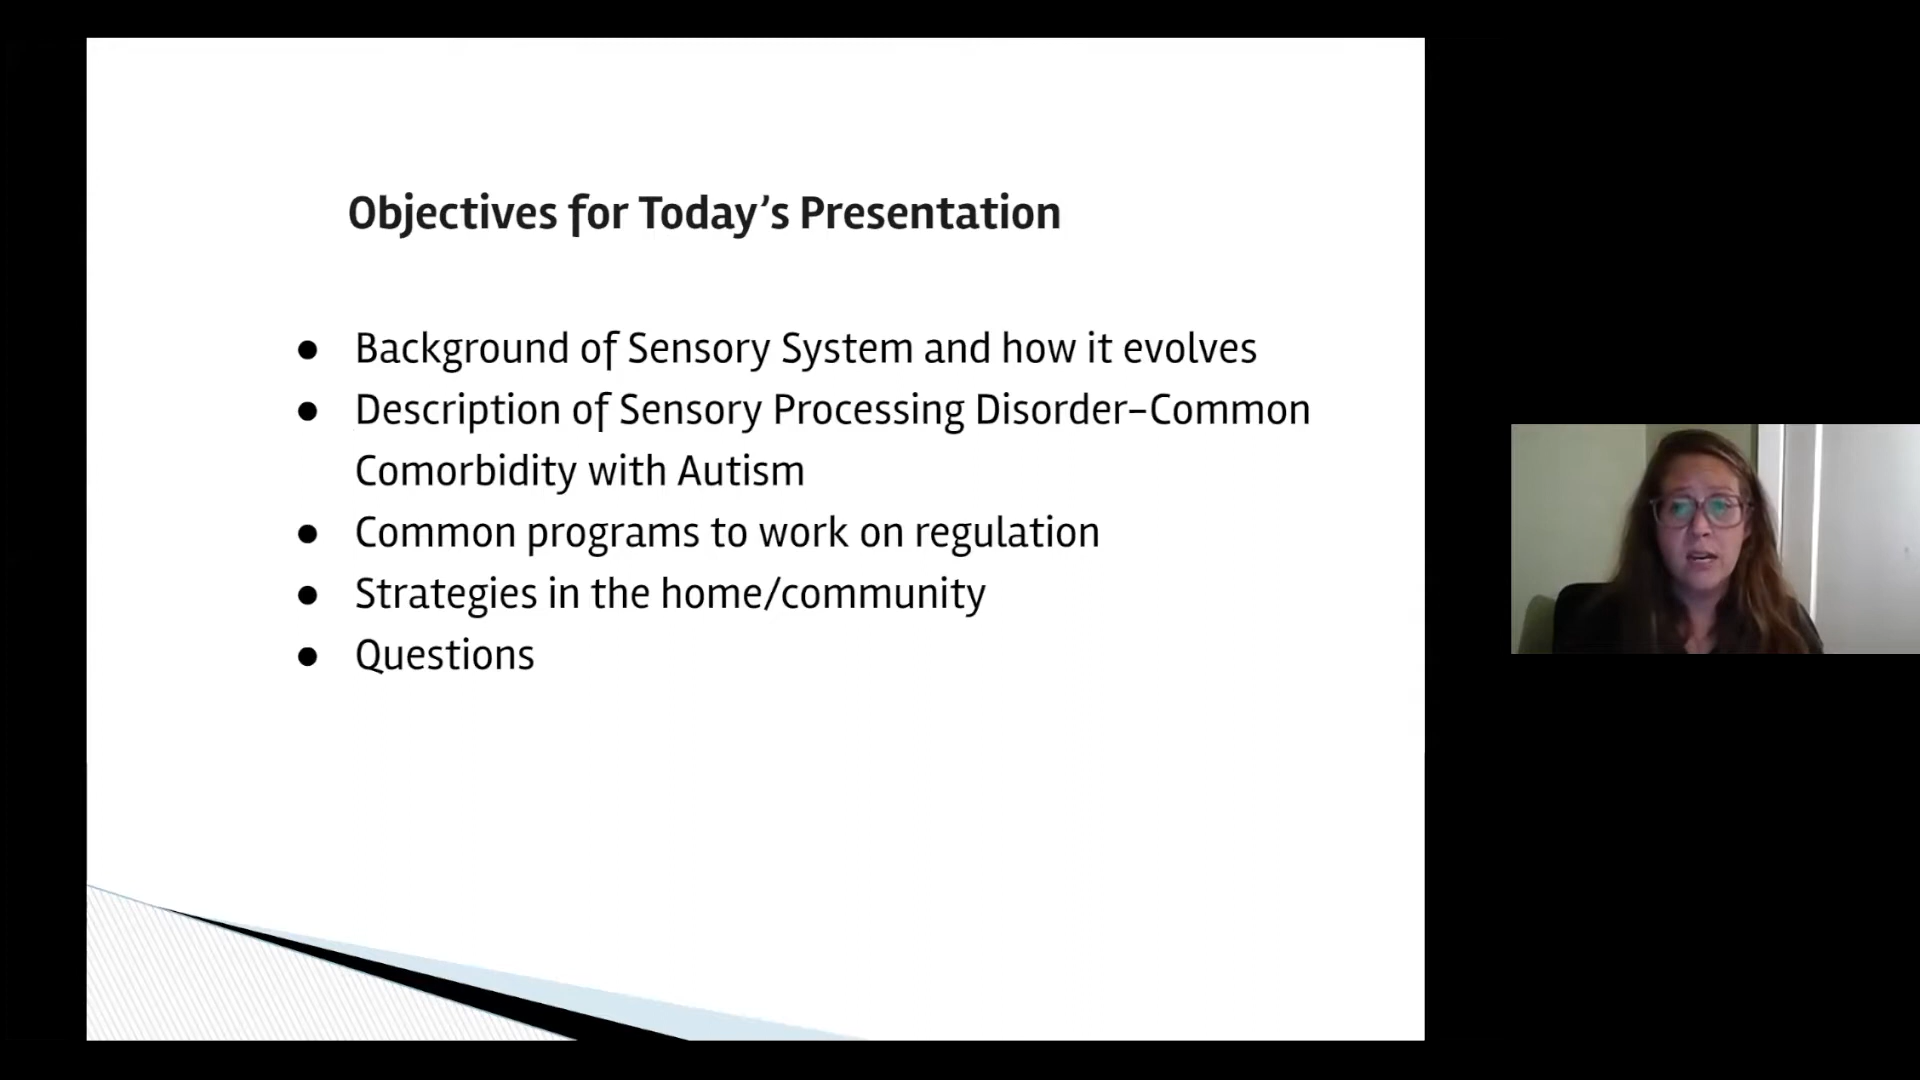 Objectives for Today’s Presentation
● Background of Sensory System and how it evolves
● Description of Sensory Processing Disorder–Common
Comorbidity with Autism
● Common programs to work on regulation
● Strategies in the home/community
● Questions